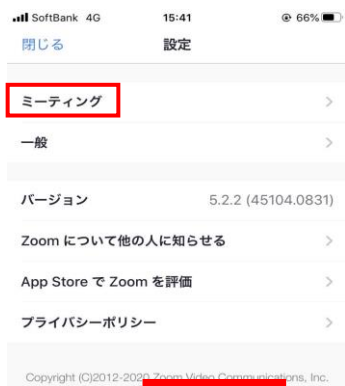 SoftBank 4G 15:41 66%
閉じる 設定
ミーティング
一般
バージョン 5.2.2 (45104.0831)
Zoom について他の人に知らせる
App Store で Zoom を評価
プライバシーポリシー
Copyright (C)2012-2020 Zoom Video Communications, Inc.